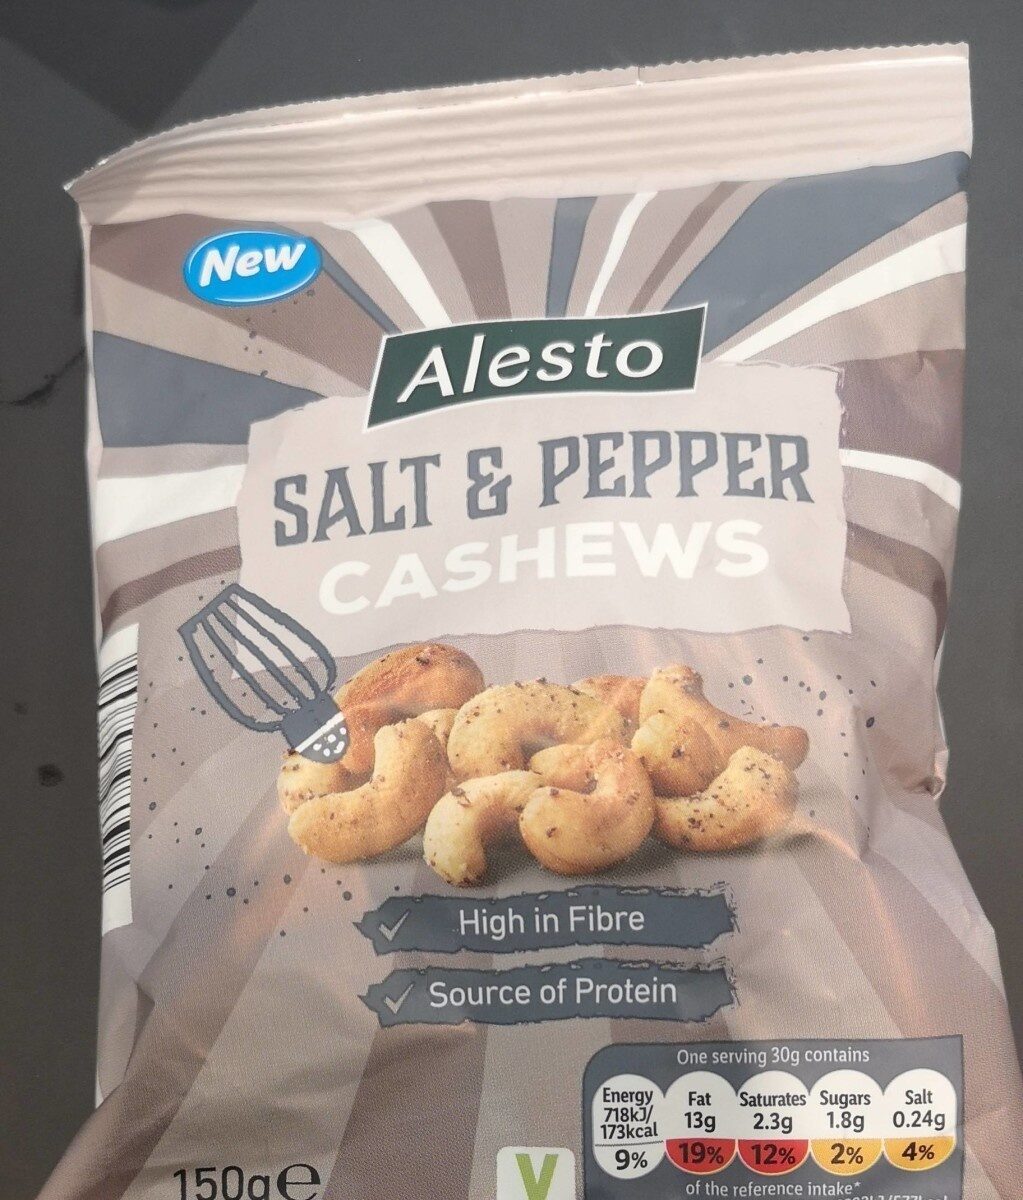 New
Alesto
SALT & PEPPER
CASHEWS
✓ High in Fibre
✓ Source of Protein
One serving 30g contains
Energy 718kJ/ 173kcal 9%
Fat 13g 19%
Saturates 2.3g 12%
Sugars 1.8g 2%
Salt 0.24g 4%
of the reference intake*
150g e
V